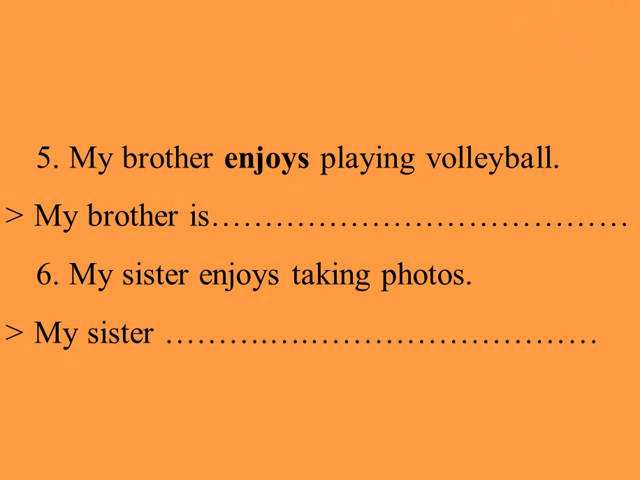 5. My brother enjoys playing volleyball.
> My brother is……………………………………
6. My sister enjoys taking photos.
> My sister ……….….………………………